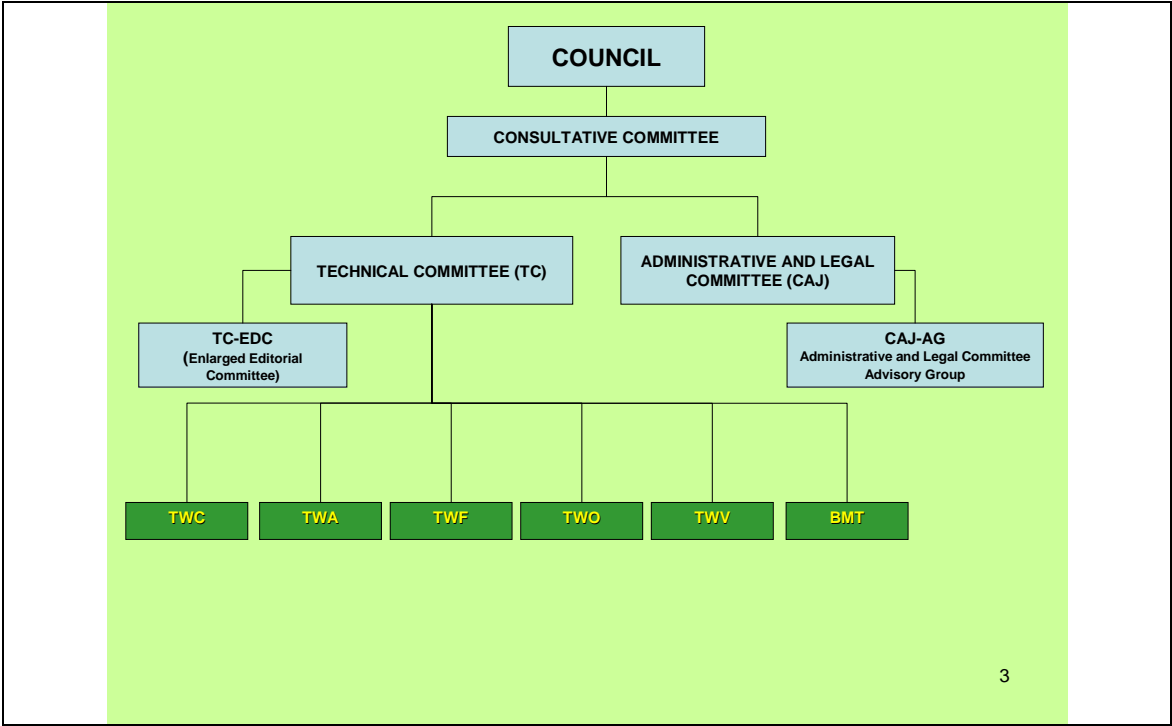 COUNCIL
CONSULTATIVE COMMITTEE
TECHNICAL COMMITTEE (TC)
ADMINISTRATIVE AND LEGAL
COMMITTEE (CAJ)
TC-EDC
(Enlarged Editorial
Committee)
CAJ-AG
Administrative and Legal Committee
Advisory Group
TWC
TWA
TWF
TWO
TWV
BMT
3